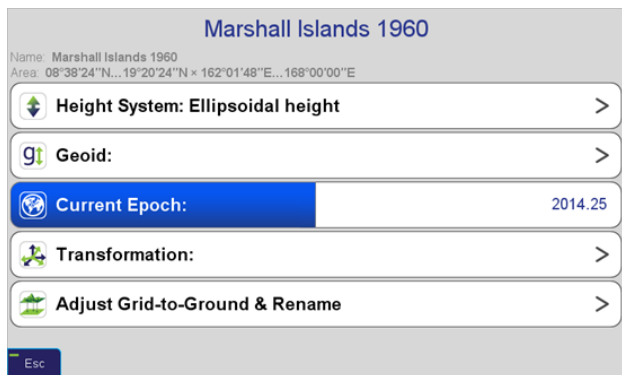 Marshall Islands 1960
Name: Marshall Islands 1960
Area: 08°38'24"N...19°20'24"N × 162°01'48"E...168°00'00"E
Height System: Ellipsoidal height >
g Geoid: >
Current Epoch: 2014.25
Transformation: >
Adjust Grid-to-Ground & Rename >
Esc